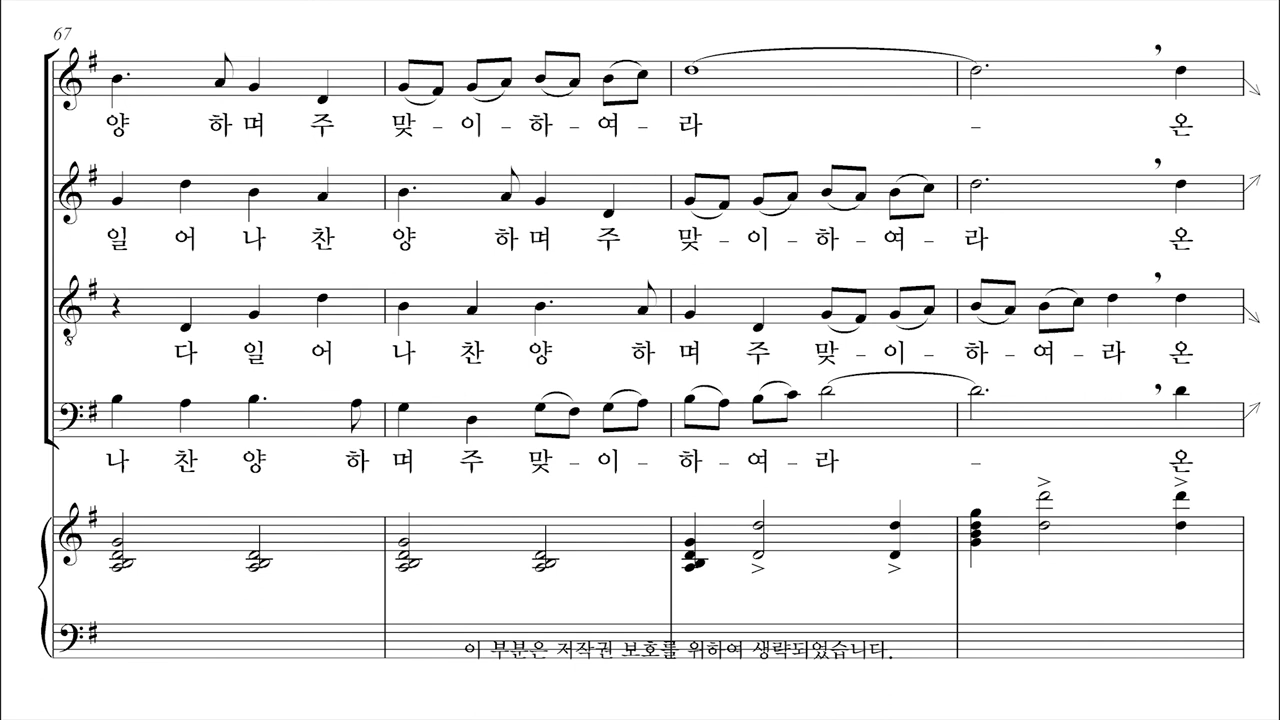 67
양 하 며 주 맞 - 이 - 하 - 여 - 라 - 온
일 어 나 찬 양 하 며 주 맞 - 이 - 하 - 여 - 라 온
다 일 어 나 찬 양 하 며 주 맞 - 이 - 하 - 여 - 라 온
나 찬 양 하 며 주 맞 - 이 - 하 - 여 - 라 - 온
이 부분은 저작권 보호를 위하여 생략되었습니다.